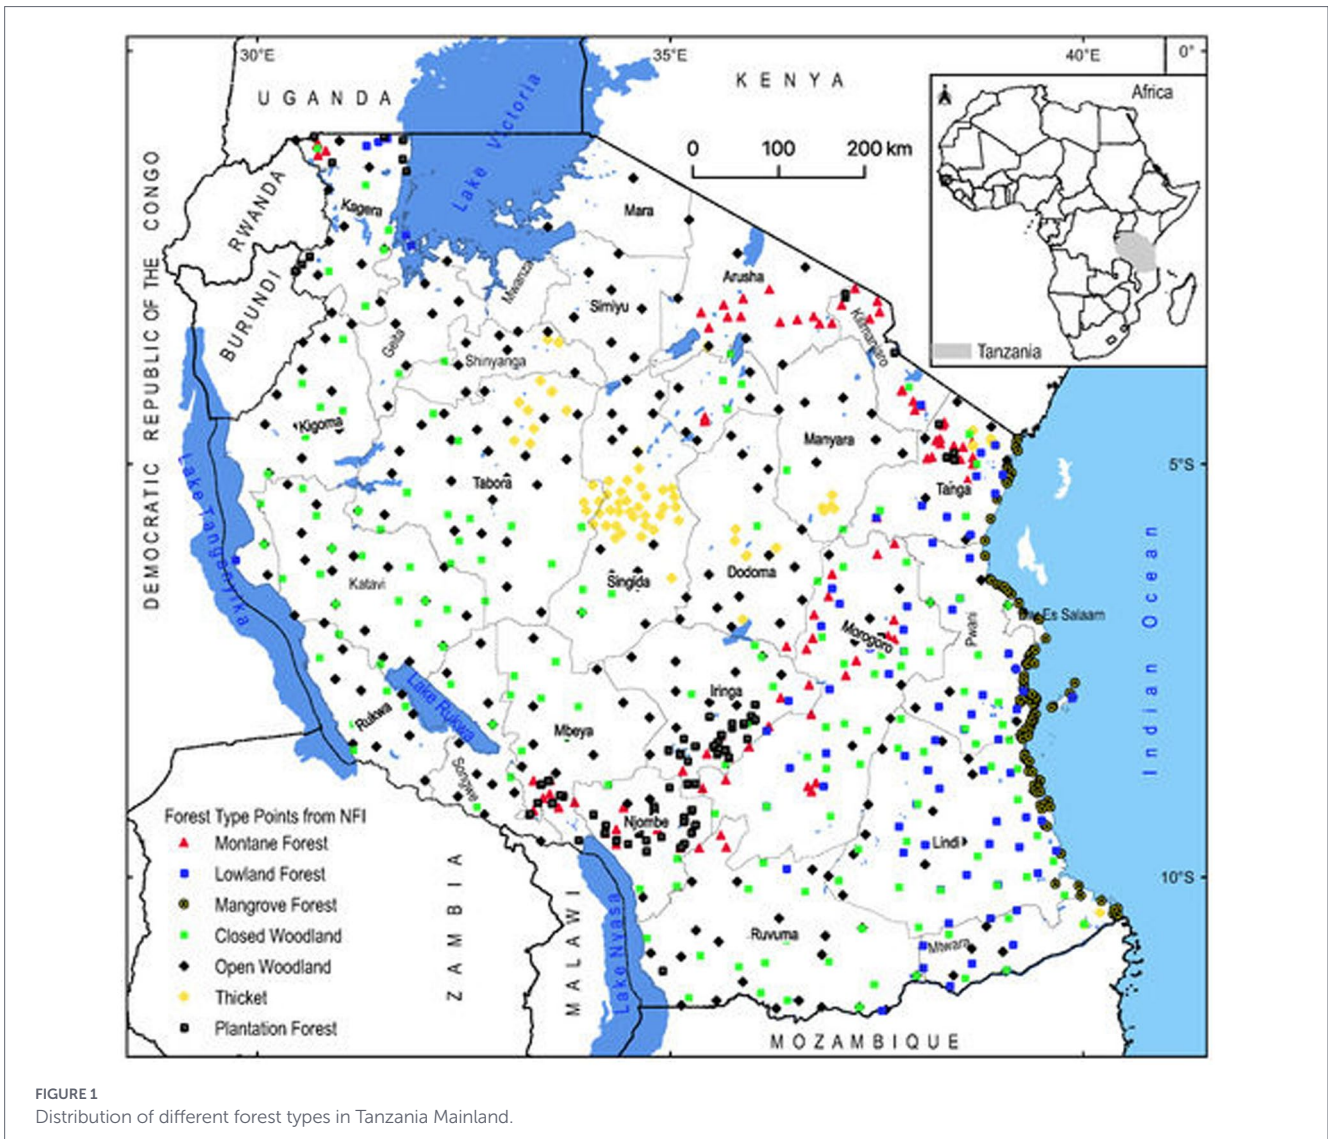 30°E
35°E
40°E
0°
UGANDA
KENYA
Africa
Lake Victoria
0 100 200 km
DEMOCRATIC REPUBLIC OF THE CONGO
RWANDA
Kagera
Mara
BURUNDI
Mwanza
Arusha
Simiyu
Geita
Shinyanga
Kilimanjaro
Tanzania
Kigoma
Manyara
Tabora
Tanga
5°S
Lake Tanganyika
Katavi
Singida
Dodoma
Dar Es Salaam
Morogoro
Pwani
Indian Ocean
Iringa
Lake Rukwa
Rukwa
Mbeya
Songwe
Njombe
Lindi
10°S
Forest Type Points from NFI
Montane Forest
Lowland Forest
Mangrove Forest
Closed Woodland
Open Woodland
Thicket
Plantation Forest
ZAMBIA
MALAWI
Lake Nyasa
Ruvuma
Mtwara
MOZAMBIQUE
FIGURE 1
Distribution of different forest types in Tanzania Mainland.